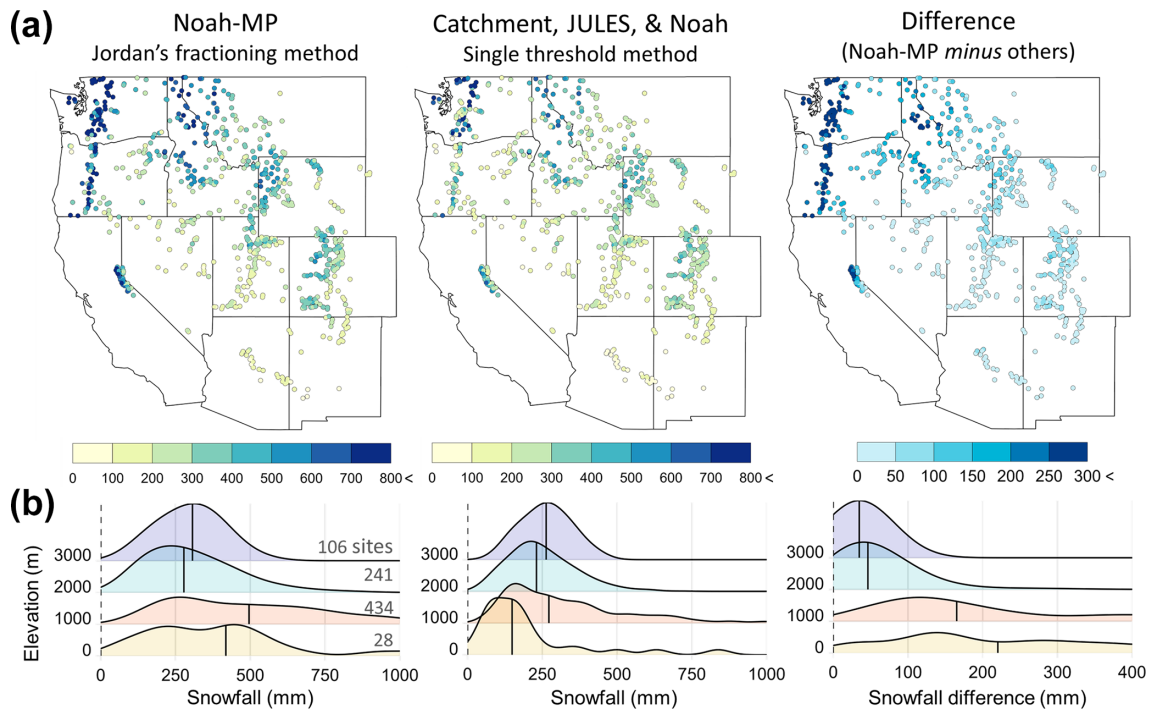 (a)
Noah-MP
Jordan's fractioning method
Catchment, JULES, & Noah
Single threshold method
Difference
(Noah-MP minus others)
0 100 200 300 400 500 600 700 800 <
0 100 200 300 400 500 600 700 800 <
0 50 100 150 200 250 300 <
(b)
Elevation (m)
3000
2000
1000
0
106 sites
241
434
28
0 250 500 750 1000
Snowfall (mm)
3000
2000
1000
0
0 250 500 750 1000
Snowfall (mm)
3000
2000
1000
0
0 100 200 300 400
Snowfall difference (mm)